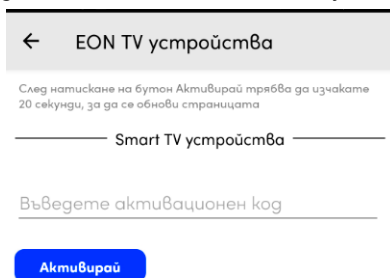 ← EON TV устройства
След натискане на бутон Активирай трябва да изчакате
20 секунди, за да се обнови страницата
Smart TV устройства
Въведете активационен код
Активирай